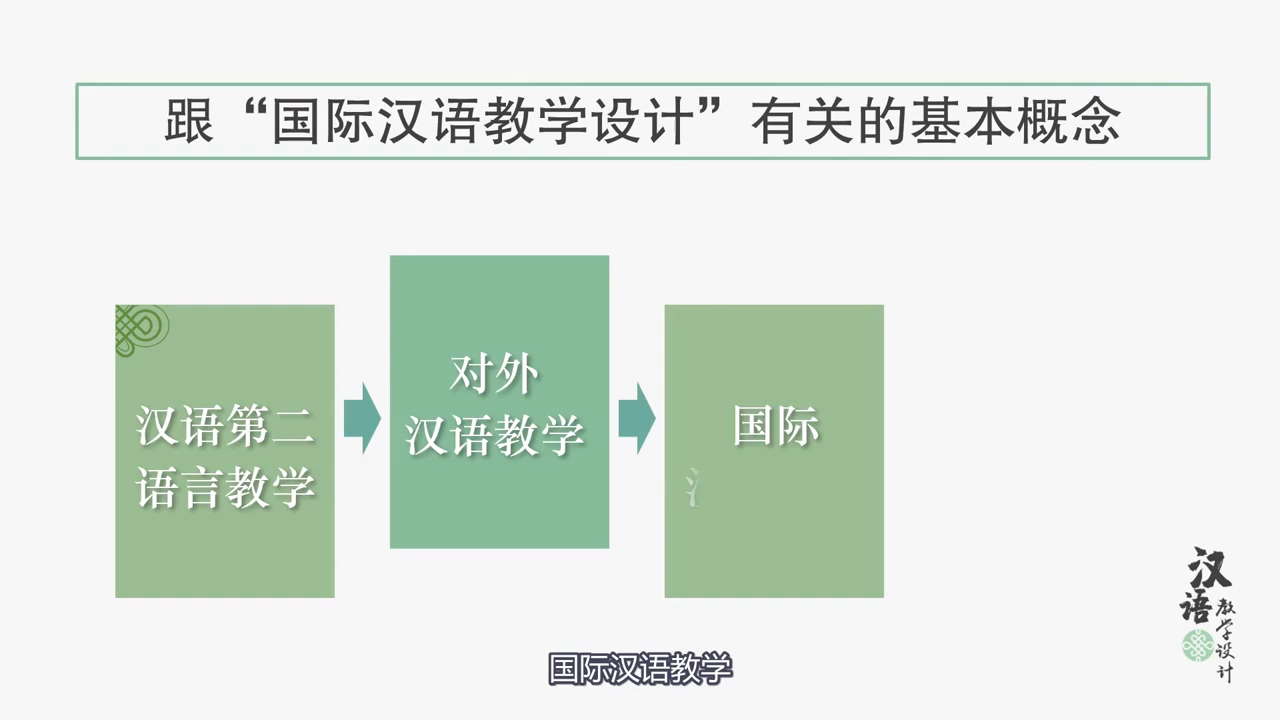 跟“国际汉语教学设计”有关的基本概念
汉语第二
语言教学
对外
汉语教学
国际
国际汉语教学
汉语
教学设计